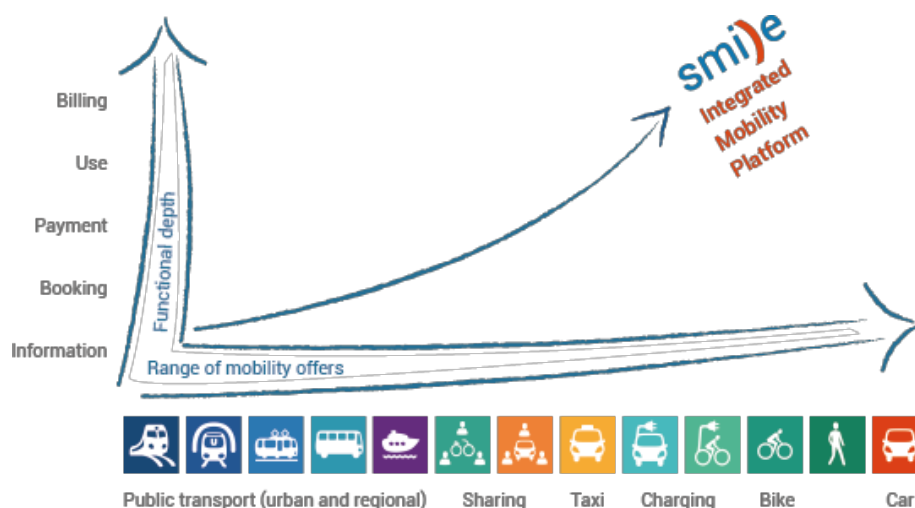 smile
Integrated
Mobility
Platform
Billing
Use
Payment
Booking
Information
Functional depth
Range of mobility offers
U
Public transport (urban and regional)
Sharing
Taxi
Charging
Bike
Car